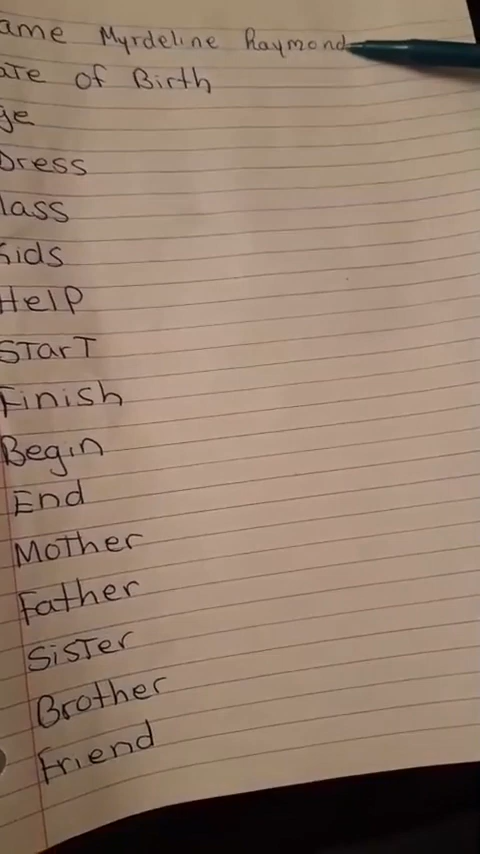 ame Myrdeline Raymond
ate of Birth
ge
Dress
lass
Kids
Help
STarT
Finish
Begin
End
Mother
Father
Sister
Brother
Friend